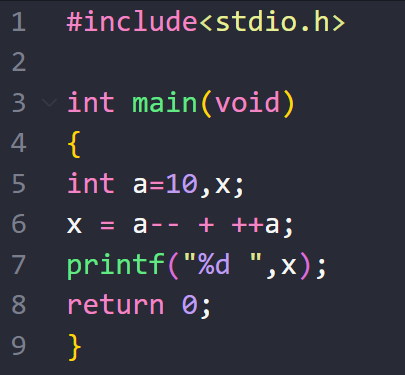 1 #include<stdio.h>
2
3 int main(void)
4 {
5 int a=10,x;
6 x = a-- + ++a;
7 printf("%d ",x);
8 return 0;
9 }